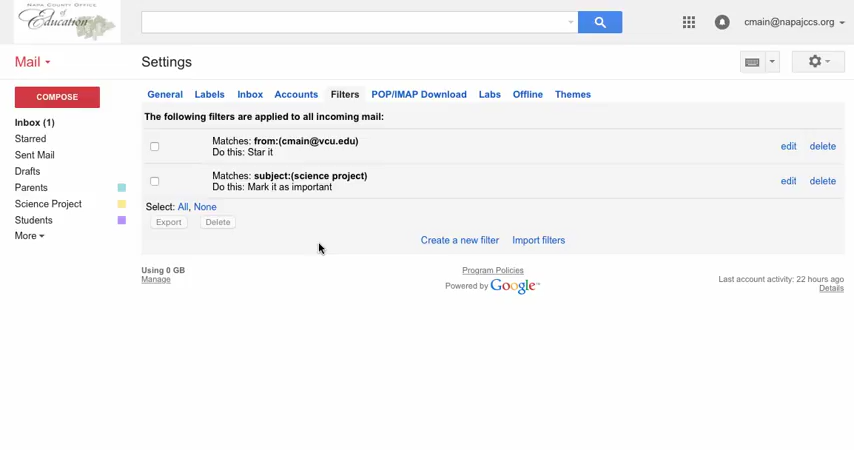 NAPA COUNTY OFFICE
of
Education
cmain@napajccs.org
Mail
Settings
General Labels Inbox Accounts Filters POP/IMAP Download Labs Offline Themes
COMPOSE
The following filters are applied to all incoming mail:
Inbox (1)
Starred
Sent Mail
Drafts
Parents
Science Project
Students
More
Matches: from:(cmain@vcu.edu)
Do this: Star it
edit delete
Matches: subject:(science project)
Do this: Mark it as important
edit delete
Select: All, None
Export Delete
Create a new filter Import filters
Using 0 GB
Manage
Program Policies
Powered by Google™
Last account activity: 22 hours ago
Details